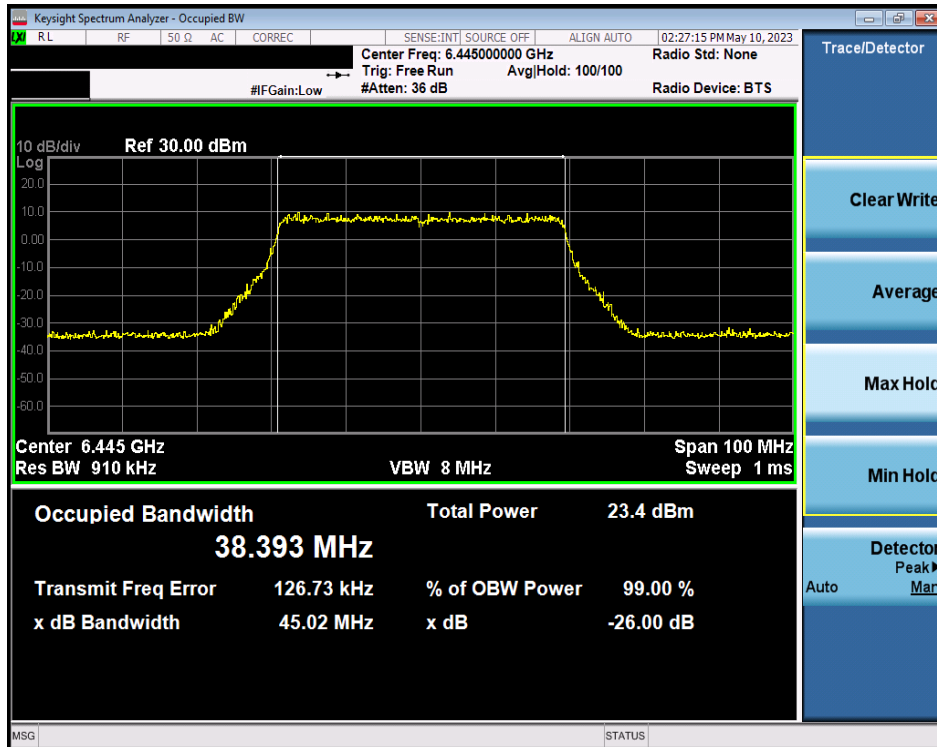 Keysight Spectrum Analyzer - Occupied BW
LXI RL RF 50 Ω AC CORREC SENSE:INT SOURCE OFF ALIGN AUTO 02:27:15 PM May 10, 2023
Center Freq: 6.445000000 GHz Radio Std: None
Trig: Free Run Avg|Hold: 100/100
#IFGain:Low #Atten: 36 dB Radio Device: BTS
Trace/Detector
10 dB/div Ref 30.00 dBm
Log
20.0
10.0
0.00
-10.0
-20.0
-30.0
-40.0
-50.0
-60.0
Center 6.445 GHz Span 100 MHz
Res BW 910 kHz VBW 8 MHz Sweep 1 ms
Occupied Bandwidth Total Power 23.4 dBm
38.393 MHz
Transmit Freq Error 126.73 kHz % of OBW Power 99.00 %
x dB Bandwidth 45.02 MHz x dB -26.00 dB
Clear Write
Average
Max Hold
Min Hold
Detector
Peak
Auto Man
MSG STATUS